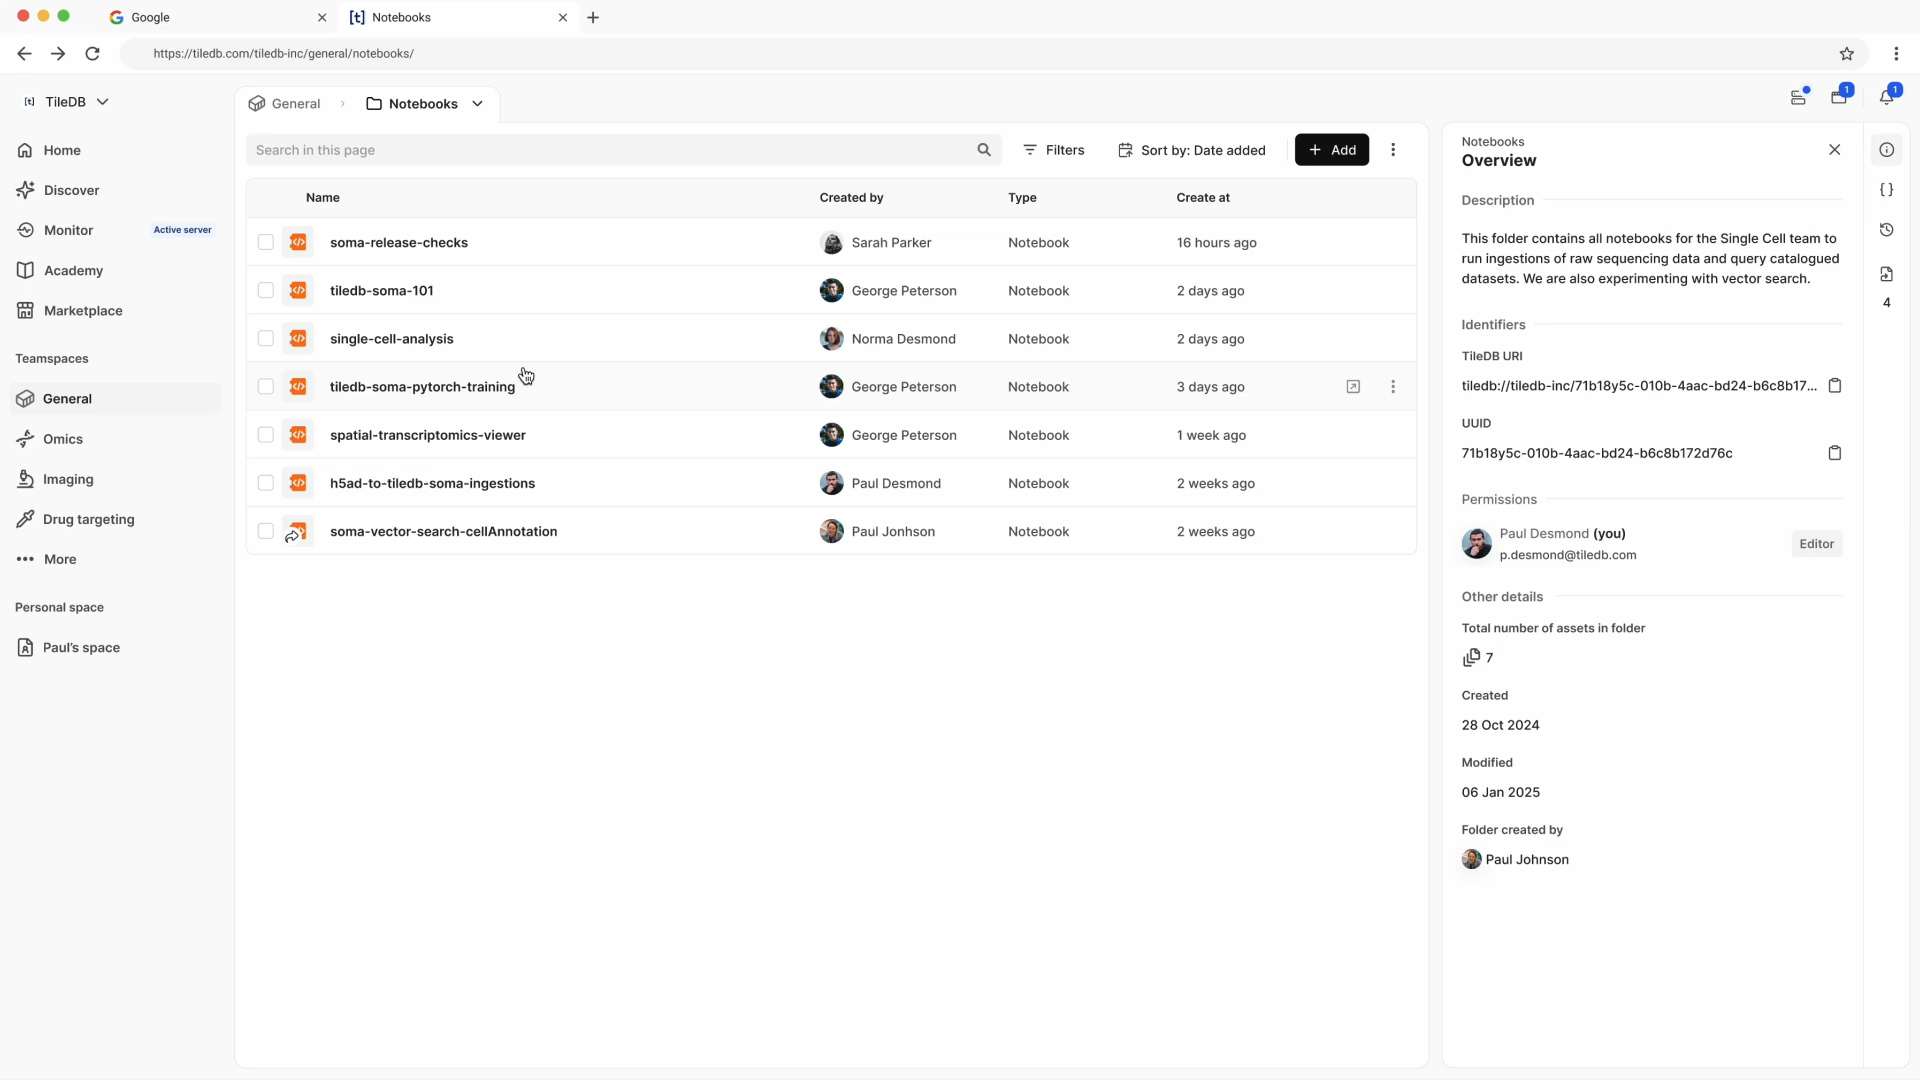 Google
[t] Notebooks
https://tiledb.com/tiledb-inc/general/notebooks/
[t] TileDB
Home
Discover
Monitor Active server
Academy
Marketplace
Teamspaces
General
Omics
Imaging
Drug targeting
More
Personal space
Paul's space
General Notebooks
1 1
Search in this page Filters Sort by: Date added + Add
Name Created by Type Create at
soma-release-checks Sarah Parker Notebook 16 hours ago
tiledb-soma-101 George Peterson Notebook 2 days ago
single-cell-analysis Norma Desmond Notebook 2 days ago
tiledb-soma-pytorch-training George Peterson Notebook 3 days ago
spatial-transcriptomics-viewer George Peterson Notebook 1 week ago
h5ad-to-tiledb-soma-ingestions Paul Desmond Notebook 2 weeks ago
soma-vector-search-cellAnnotation Paul Jonhson Notebook 2 weeks ago
Notebooks
Overview
Description
This folder contains all notebooks for the Single Cell team to
run ingestions of raw sequencing data and query catalogued
datasets. We are also experimenting with vector search.
Identifiers
TileDB URI
tiledb://tiledb-inc/71b18y5c-010b-4aac-bd24-b6c8b17...
UUID
71b18y5c-010b-4aac-bd24-b6c8b172d76c
Permissions
Paul Desmond (you)
p.desmond@tiledb.com
Editor
Other details
Total number of assets in folder
7
Created
28 Oct 2024
Modified
06 Jan 2025
Folder created by
Paul Johnson
{ }
4